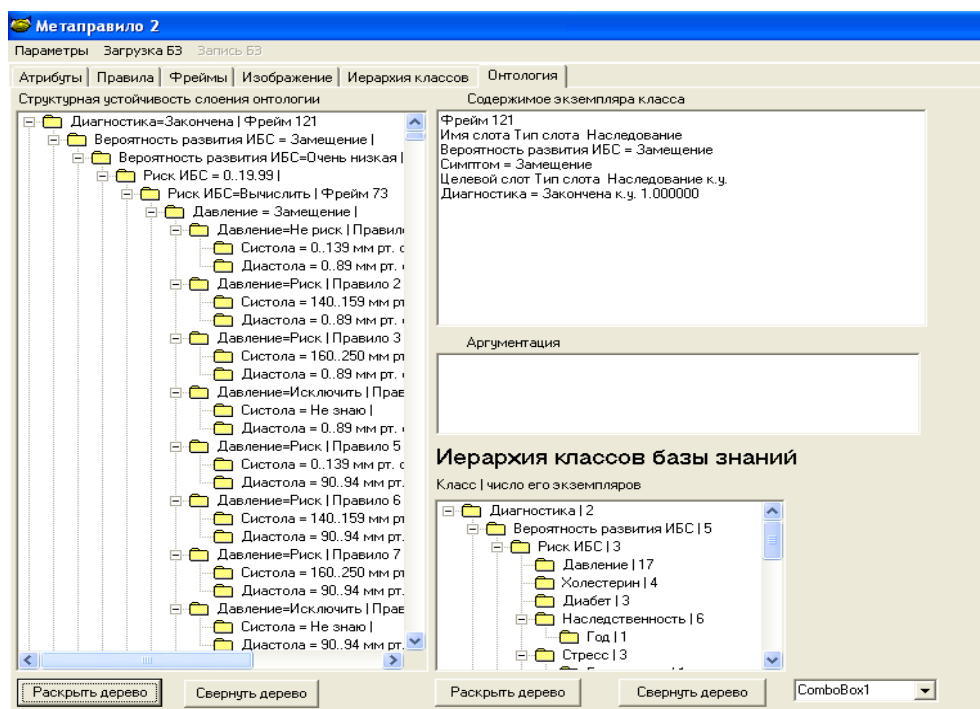 Метаправило 2
Параметры Загрузка БЗ Запись БЗ
Атрибуты Правила Фреймы Изображение Иерархия классов Онтология
Структурная устойчивость слоения онтологии
Диагностика=Закончена | Фрейм 121
Вероятность развития ИБС = Замещение |
Вероятность развития ИБС=Очень низкая |
Риск ИБС = 0..19.99 |
Риск ИБС=Вычислить | Фрейм 73
Давление = Замещение |
Давление=Не риск | Правил
Систола = 0..139 мм рт. с
Диастола = 0..89 мм рт.
Давление=Риск | Правило 2
Систола = 140..159 мм рт
Диастола = 0..89 мм рт.
Давление=Риск | Правило 3
Систола = 160..250 мм рт
Диастола = 0..89 мм рт.
Давление=Исключить | Прав
Систола = Не знаю |
Диастола = 0..89 мм рт.
Давление=Риск | Правило 5
Систола = 0..139 мм рт. с
Диастола = 90..94 мм рт.
Давление=Риск | Правило 6
Систола = 140..159 мм рт
Диастола = 90..94 мм рт.
Давление=Риск | Правило 7
Систола = 160..250 мм рт
Диастола = 90..94 мм рт.
Давление=Исключить | Прав
Систола = Не знаю |
Диастола = 90..94 мм рт.
Раскрыть дерево Свернуть дерево
Содержимое экземпляра класса
Фрейм 121
Имя слота Тип слота Наследование
Вероятность развития ИБС = Замещение
Симптом = Замещение
Целевой слот Тип слота Наследование к.у.
Диагностика = Закончена к.у. 1.000000
Аргументация
Иерархия классов базы знаний
Класс | число его экземпляров
Диагностика | 2
Вероятность развития ИБС | 5
Риск ИБС | 3
Давление | 17
Холестерин | 4
Диабет | 3
Наследственность | 6
Год | 1
Стресс | 3
Раскрыть дерево Свернуть дерево ComboBox1